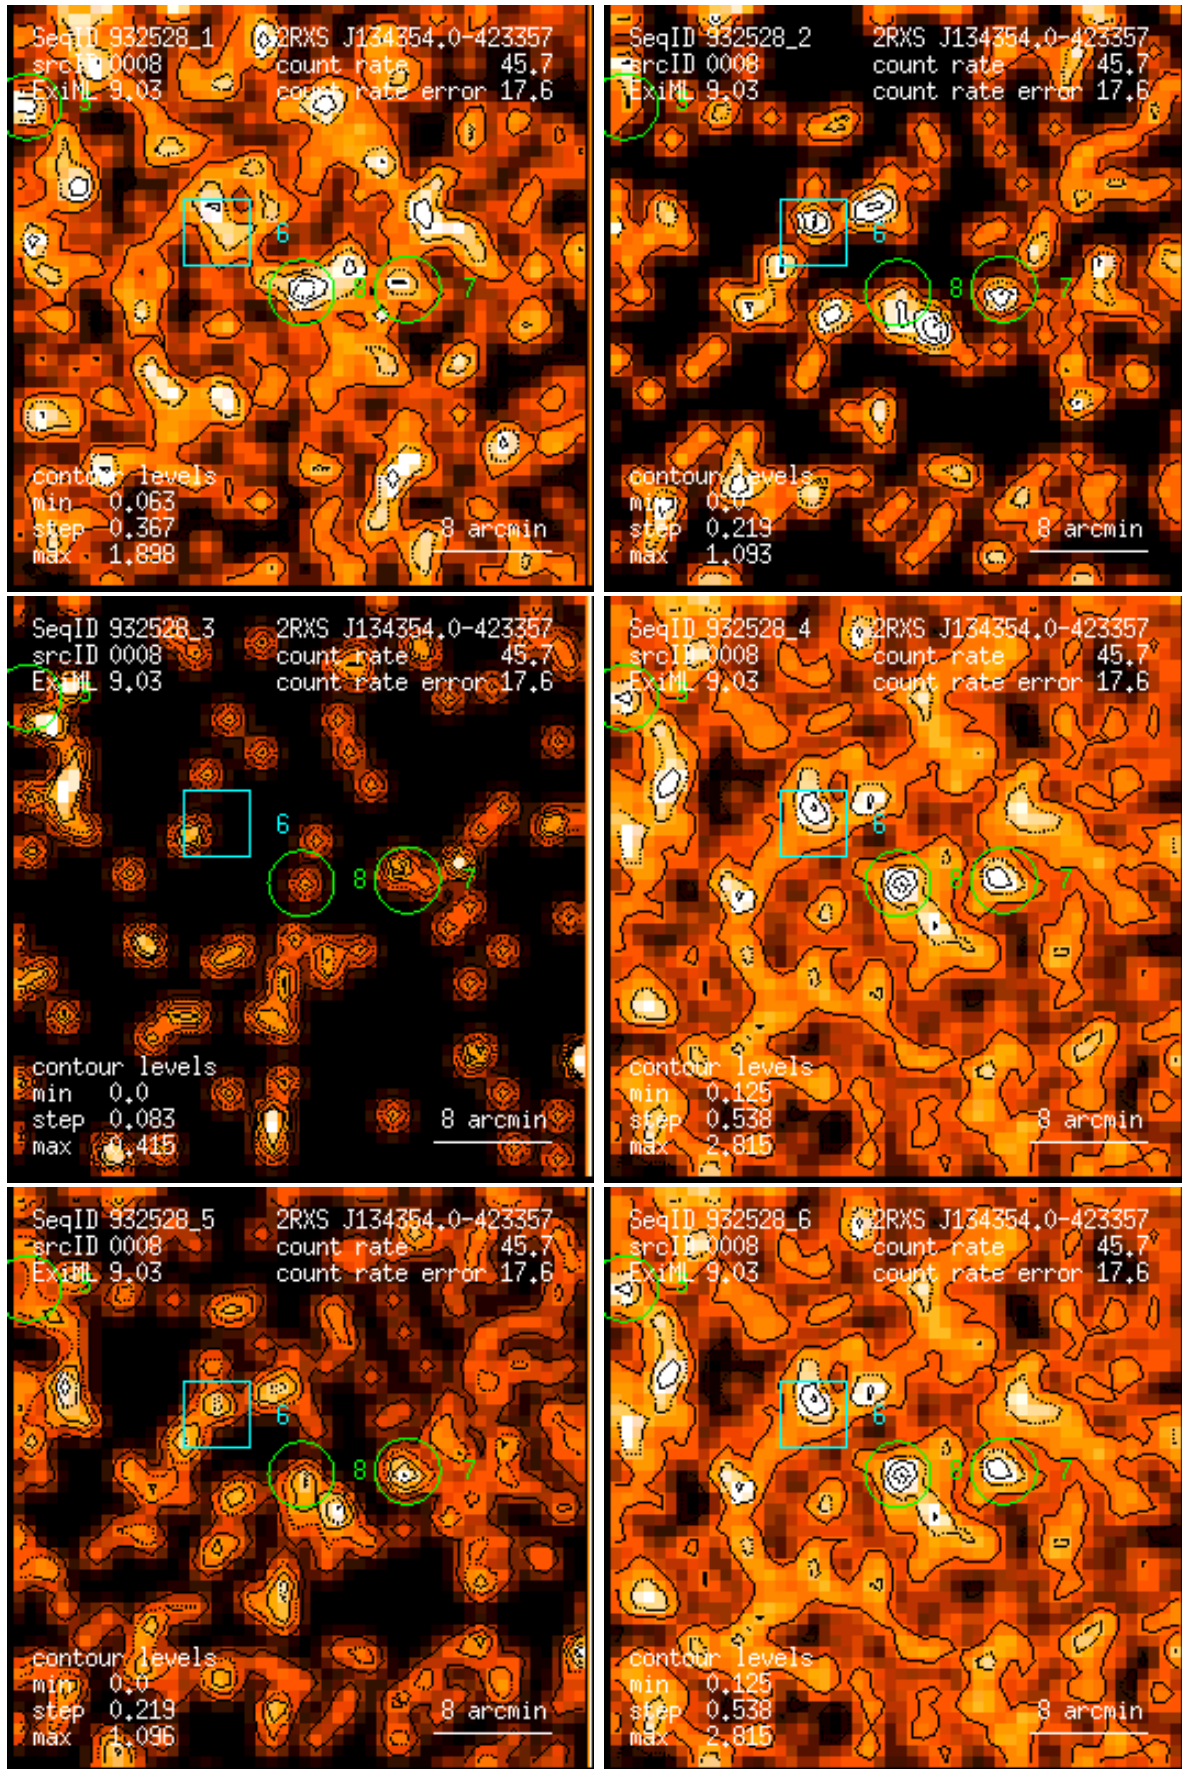 SeqID 932528_1 2RXS J134354.0-423357
srcID 0008 count rate 45.7
ExiML 9.03 count rate error 17.6
5
6
8 7
contour levels
min 0.063
step 0.367
max 1.898
8 arcmin
SeqID 932528_2 2RXS J134354.0-423357
srcID 0008 count rate 45.7
ExiML 9.03 count rate error 17.6
5
6
8 7
contour levels
min 0.0
step 0.219
max 1.093
8 arcmin
SeqID 932528_3 2RXS J134354.0-423357
srcID 0008 count rate 45.7
ExiML 9.03 count rate error 17.6
5
6
8 7
contour levels
min 0.0
step 0.083
max 0.415
8 arcmin
SeqID 932528_4 2RXS J134354.0-423357
srcID 0008 count rate 45.7
ExiML 9.03 count rate error 17.6
5
6
8 7
contour levels
min 0.125
step 0.538
max 2.815
8 arcmin
SeqID 932528_5 2RXS J134354.0-423357
srcID 0008 count rate 45.7
ExiML 9.03 count rate error 17.6
5
6
8 7
contour levels
min 0.0
step 0.219
max 1.096
8 arcmin
SeqID 932528_6 2RXS J134354.0-423357
srcID 0008 count rate 45.7
ExiML 9.03 count rate error 17.6
5
6
8 7
contour levels
min 0.125
step 0.538
max 2.815
8 arcmin